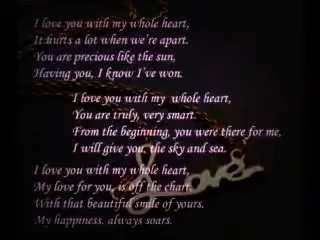 I love you with my whole heart,
It hurts a lot when we're apart.
You are precious like the sun,
Having you, I know I've won.
I love you with my whole heart,
You are truly, very smart.
From the beginning, you were there for me,
I will give you, the sky and sea.
I love you with my whole heart,
My love for you, is off the chart.
With that beautiful smile of yours.
My happiness, always soars.
Love